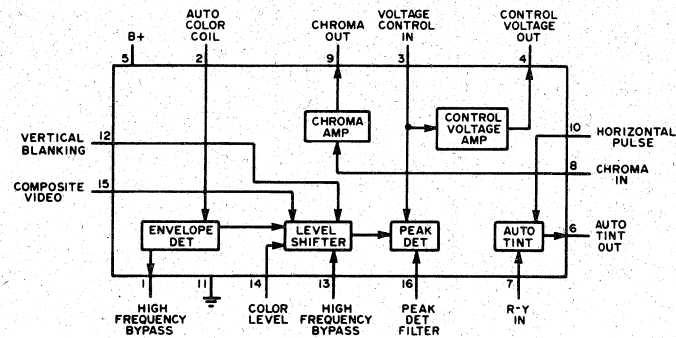 AUTO
COLOR
COIL
CHROMA
OUT
VOLTAGE
CONTROL
IN
CONTROL
VOLTAGE
OUT
B+
5
2
9
3
4
CHROMA
AMP
CONTROL
VOLTAGE
AMP
VERTICAL
BLANKING
12
10
HORIZONTAL
PULSE
8
CHROMA
IN
COMPOSITE
VIDEO
15
ENVELOPE
DET
LEVEL
SHIFTER
PEAK
DET
AUTO
TINT
6
AUTO
TINT
OUT
1
11
14
13
16
7
HIGH
FREQUENCY
BYPASS
COLOR
LEVEL
HIGH
FREQUENCY
BYPASS
PEAK
DET
FILTER
R-Y
IN